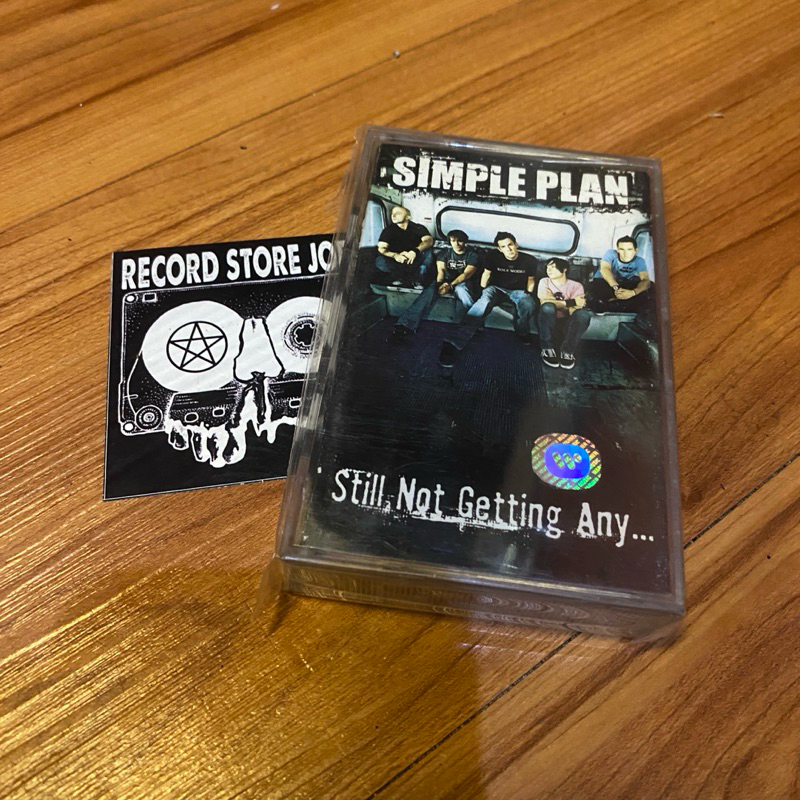 SIMPLE PLAN
RECORD STORE JO
Still Not Getting Any...